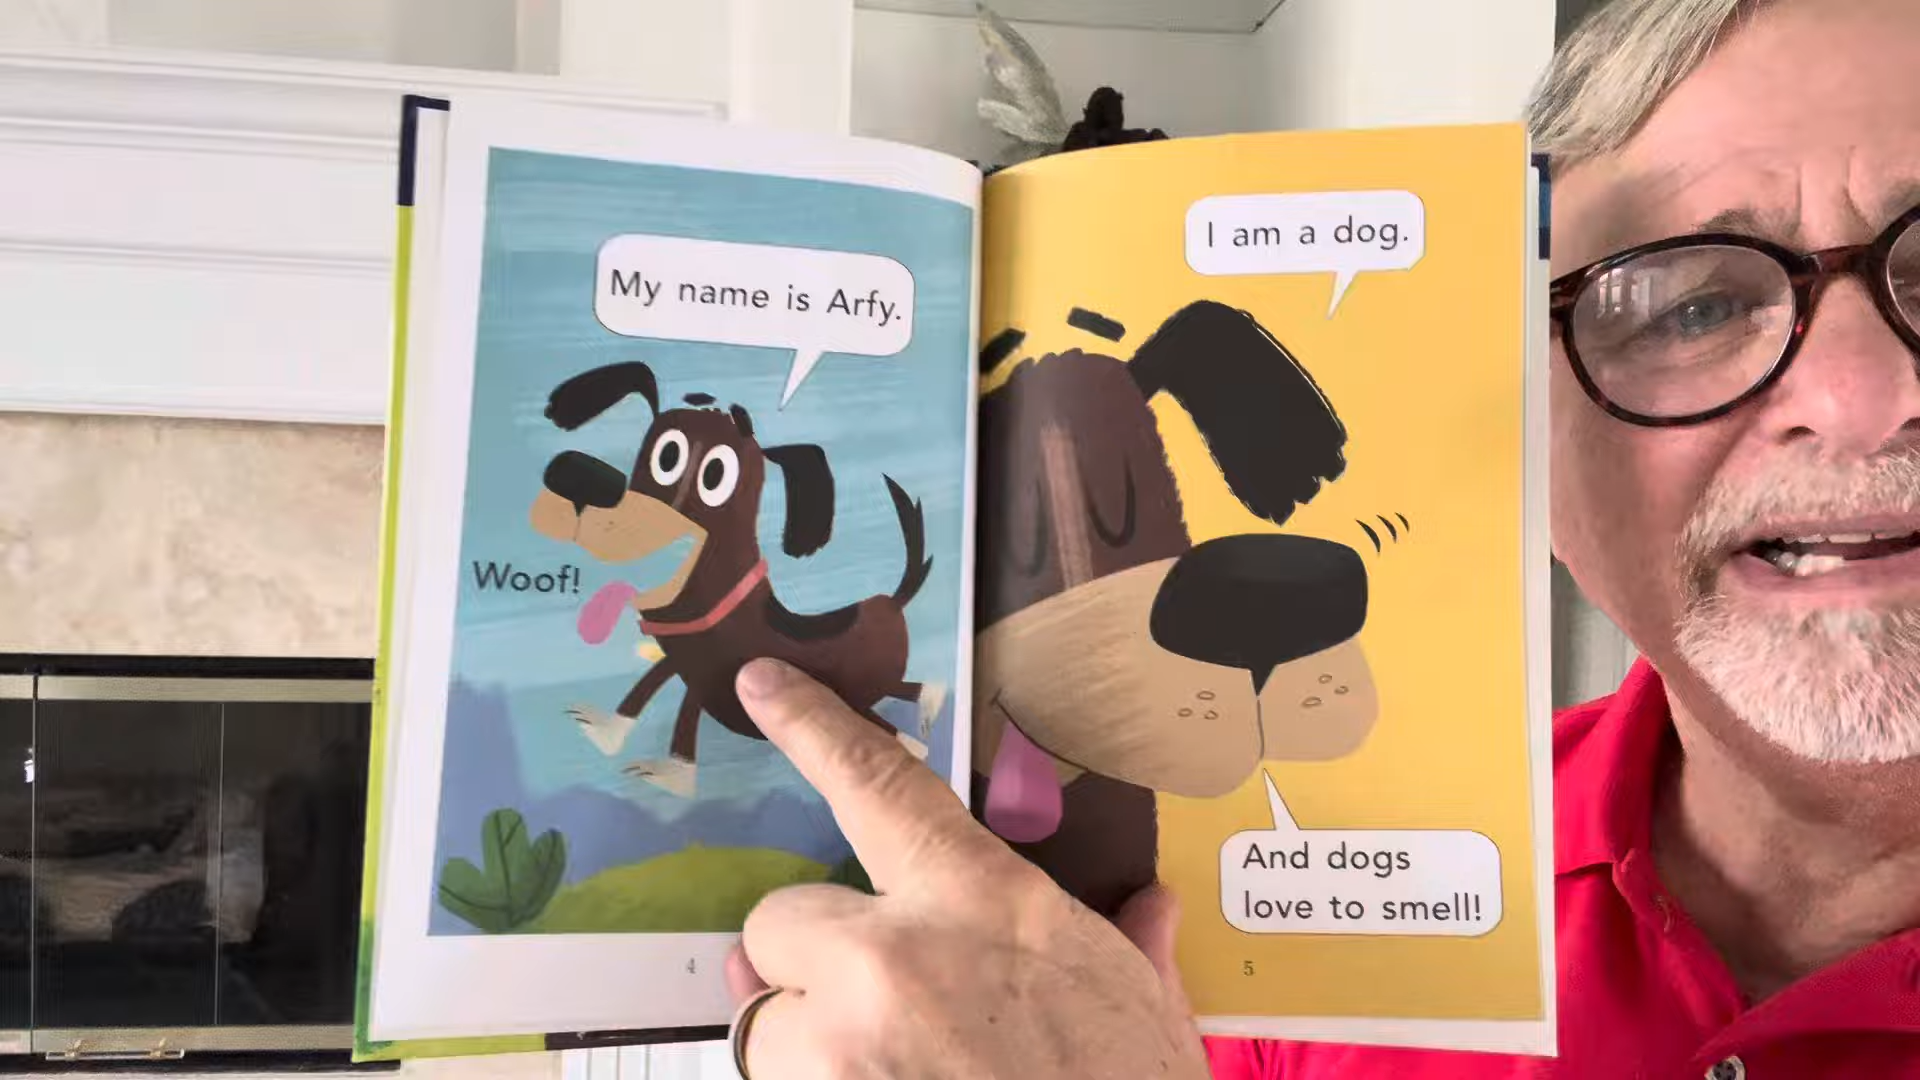 My name is Arfy.
Woof!
4
I am a dog.
And dogs
love to smell!
5